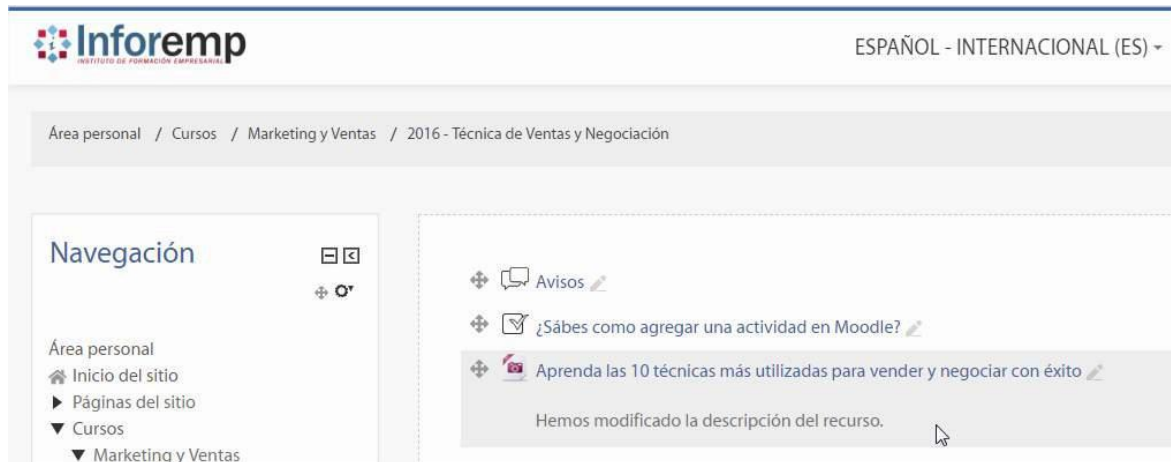 Inforemp
INSTITUTO DE FORMACIÓN EMPRESARIAL
ESPAÑOL - INTERNACIONAL (ES)
Área personal / Cursos / Marketing y Ventas / 2016 - Técnica de Ventas y Negociación
Navegación
Área personal
Inicio del sitio
Páginas del sitio
Cursos
Marketing y Ventas
Avisos
¿Sábes como agregar una actividad en Moodle?
Aprenda las 10 técnicas más utilizadas para vender y negociar con éxito
Hemos modificado la descripción del recurso.